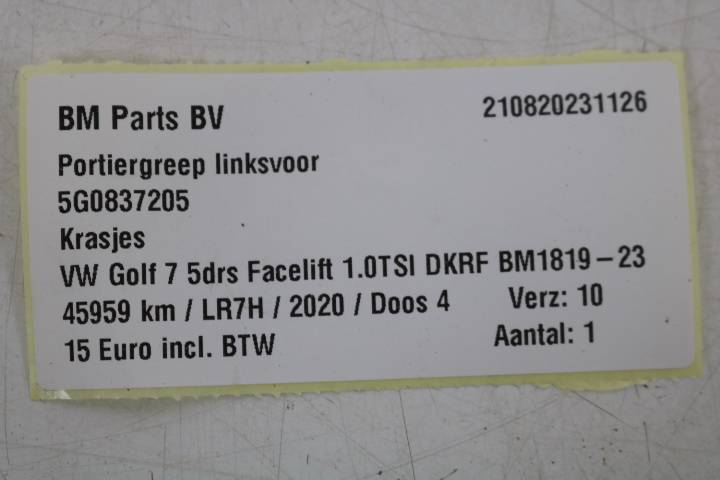 BM Parts BV 210820231126
Portiergreep linksvoor
5G0837205
Krasjes
VW Golf 7 5drs Facelift 1.0TSI DKRF BM1819-23
45959 km / LR7H / 2020 / Doos 4 Verz: 10
15 Euro incl. BTW Aantal: 1